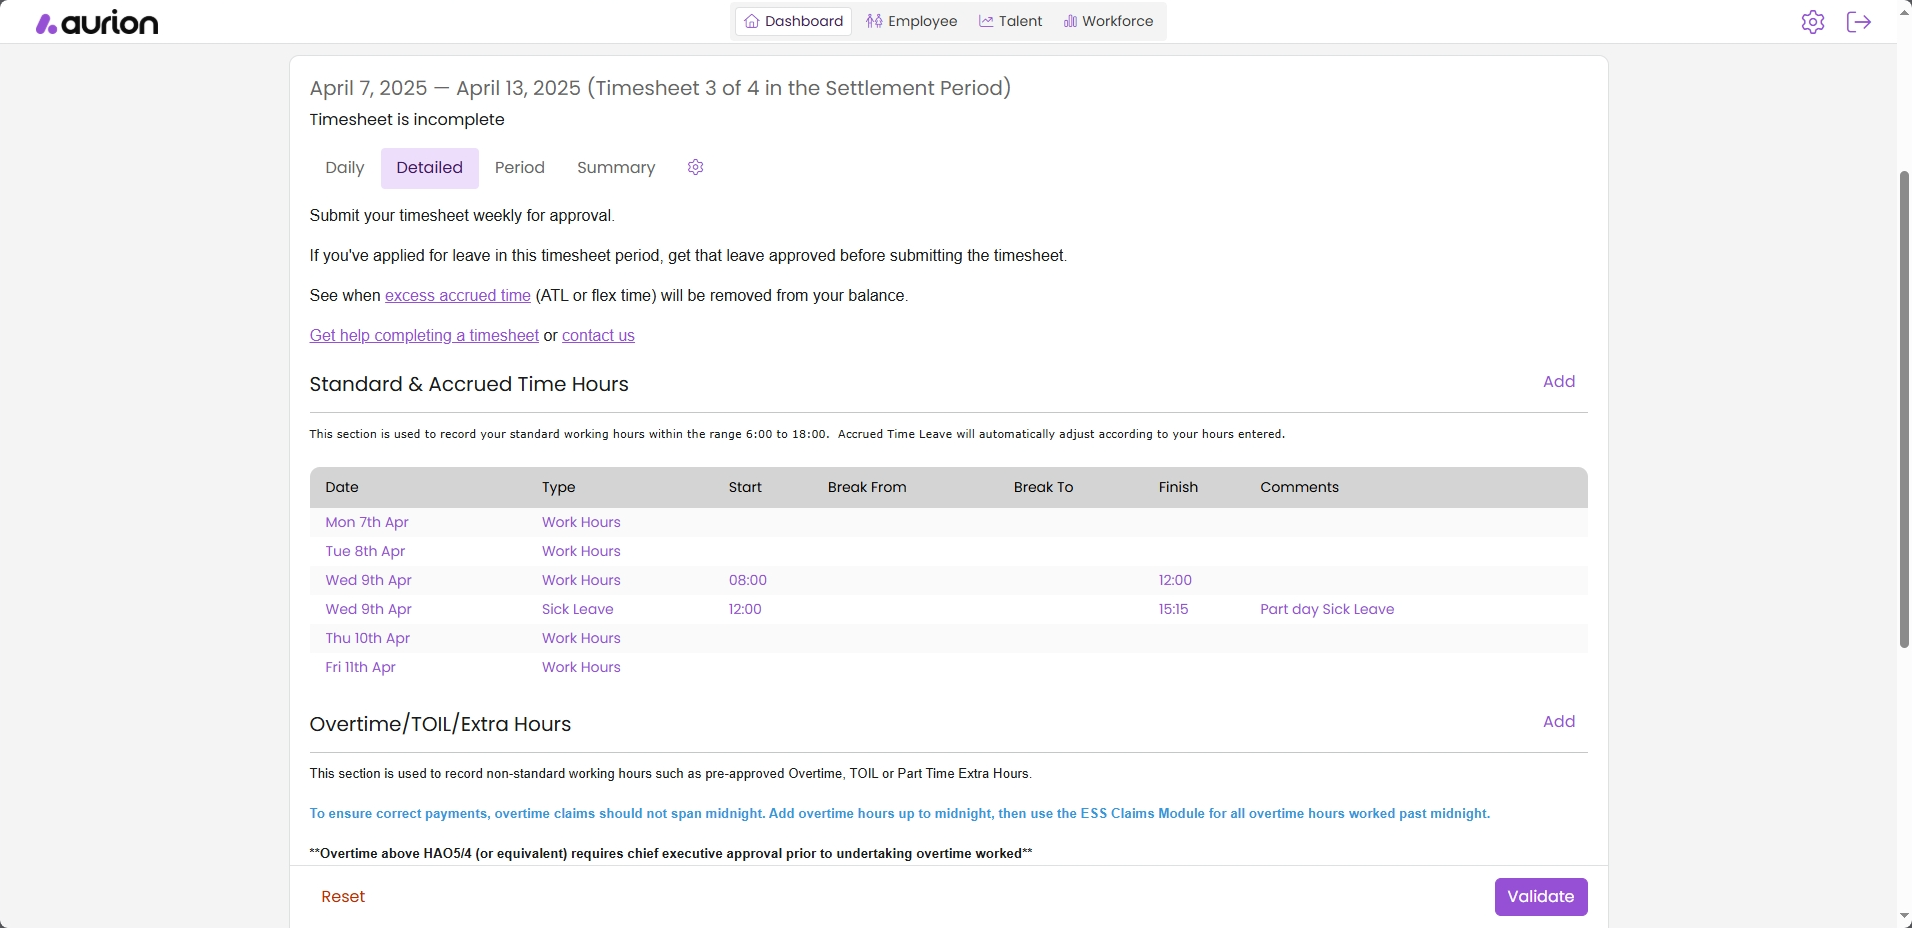 aurion
Dashboard Employee Talent Workforce
April 7, 2025 — April 13, 2025 (Timesheet 3 of 4 in the Settlement Period)
Timesheet is incomplete
Daily Detailed Period Summary
Submit your timesheet weekly for approval.
If you've applied for leave in this timesheet period, get that leave approved before submitting the timesheet.
See when excess accrued time (ATL or flex time) will be removed from your balance.
Get help completing a timesheet or contact us
Standard & Accrued Time Hours Add
This section is used to record your standard working hours within the range 6:00 to 18:00. Accrued Time Leave will automatically adjust according to your hours entered.
Date Type Start Break From Break To Finish Comments
Mon 7th Apr Work Hours
Tue 8th Apr Work Hours
Wed 9th Apr Work Hours 08:00 12:00
Wed 9th Apr Sick Leave 12:00 15:15 Part day Sick Leave
Thu 10th Apr Work Hours
Fri 11th Apr Work Hours
Overtime/TOIL/Extra Hours Add
This section is used to record non-standard working hours such as pre-approved Overtime, TOIL or Part Time Extra Hours.
To ensure correct payments, overtime claims should not span midnight. Add overtime hours up to midnight, then use the ESS Claims Module for all overtime hours worked past midnight.
**Overtime above HAO5/4 (or equivalent) requires chief executive approval prior to undertaking overtime worked**
Reset Validate